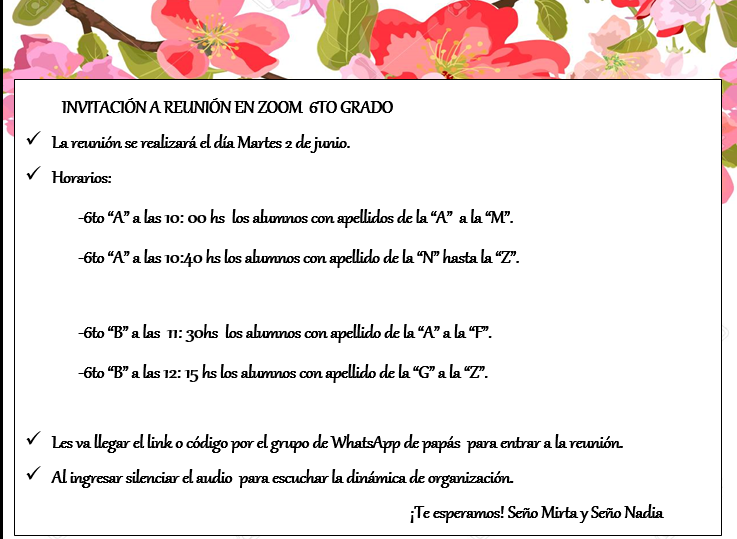 INVITACIÓN A REUNIÓN EN ZOOM 6TO GRADO
✓ La reunión se realizará el día Martes 2 de junio.
✓ Horarios:
-6to “A” a las 10: 00 hs los alumnos con apellidos de la “A” a la “M”.
-6to “A” a las 10:40 hs los alumnos con apellido de la “N” hasta la “Z”.
-6to “B” a las 11: 30hs los alumnos con apellido de la “A” a la “F”.
-6to “B” a las 12: 15 hs los alumnos con apellido de la “G” a la “Z”.
✓ Les va llegar el link o código por el grupo de WhatsApp de papás para entrar a la reunión.
✓ Al ingresar silenciar el audio para escuchar la dinámica de organización.
¡Te esperamos! Seño Mirta y Seño Nadia